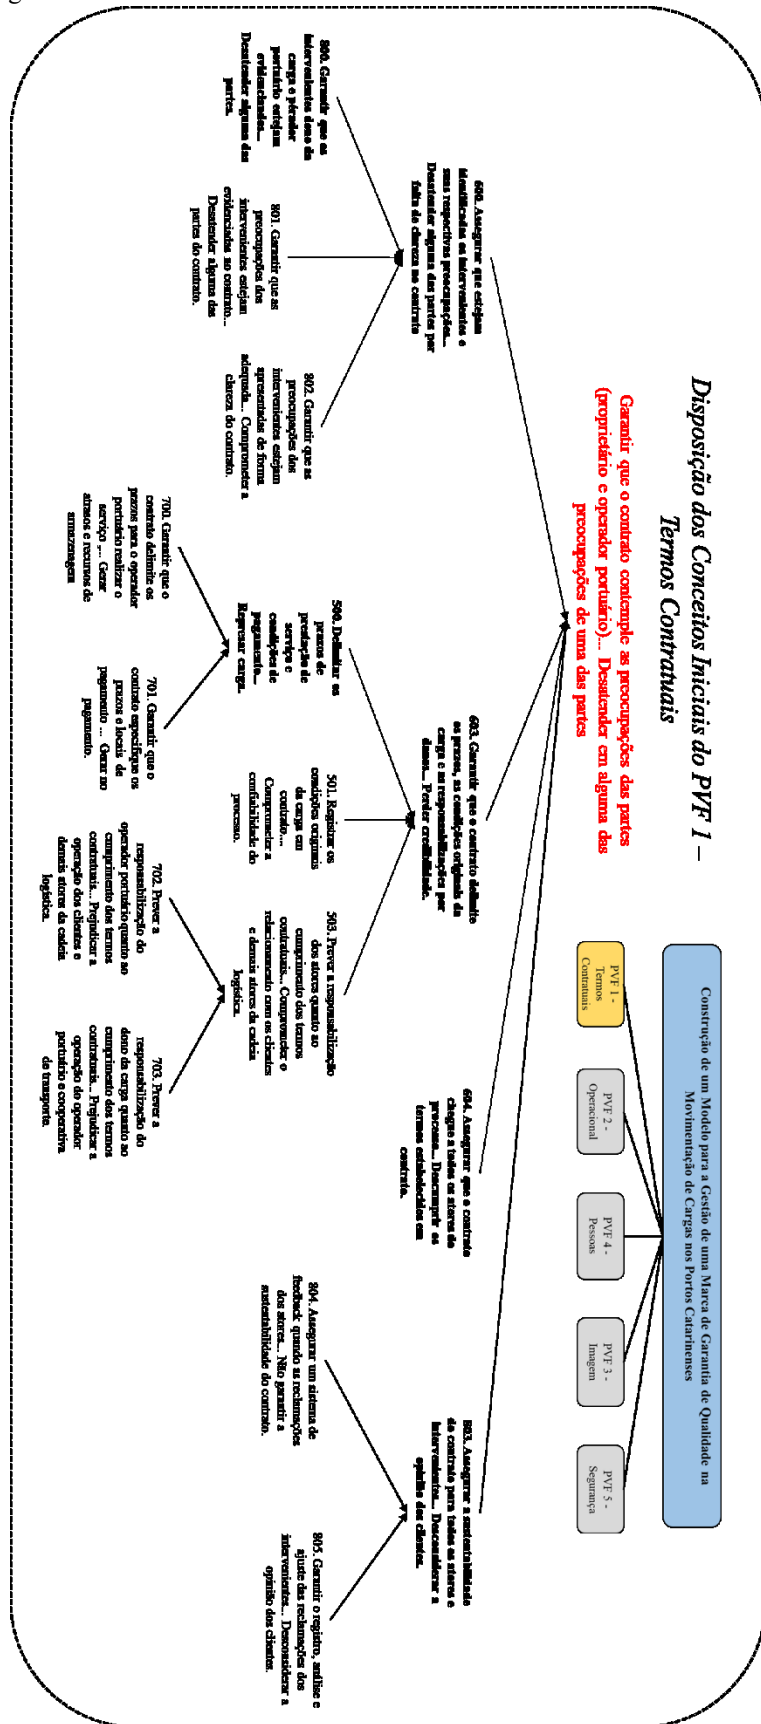 Disposição dos Conceitos Iniciais do PVF 1 –
Termos Contratuais
Construção de um Modelo para a Gestão de uma Marca de Garantia de Qualidade na
Movimentação de Cargas nos Portos Catarinenses
PVF 1 -
Termos
Contratuais
PVF 2 -
Operacional
PVF 4 -
Pessoas
PVF 3 -
Imagem
PVF 5 -
Segurança
Garantir que o contrato contemple as preocupações das partes
(proprietário e operador portuário)... Desatender em alguma das
preocupações de uma das partes
600. Assegurar que estejam
identificados os intervenientes e
suas respectivas preocupações...
Desatender alguma das partes por
falta de clareza no contrato
603. Garantir que o contrato delimite
os prazos, as condições originais da
carga e as responsabilizações por
danos... Perder credibilidade.
604. Assegurar que o contrato
chegue a todos os atores do
processo... Descumprir os
termos estabelecidos em
contrato.
803. Assegurar a sustentabilidade
do contrato para todos os atores e
intervenientes... Desconsiderar a
opinião dos clientes.
800. Garantir que os
intervenientes dono da
carga e
portuário estejam
evidenciados...
Desatender alguma das
partes.
801. Garantir que as
preocupações dos
intervenientes estejam
evidenciadas no contrato...
Desatender alguma das
partes do contrato.
802. Garantir que as
preocupações dos
intervenientes estejam
apresentadas de forma
adequada... Comprometer a
clareza do contrato.
500. Delimitar os
prazos de
prestação de
serviço e
condições de
pagamento...
Represar carga.
501. Registrar os
condições originais
da carga em
contrato....
Comprometer a
confiabilidade do
processo.
503. Prever a responsabilização
dos atores quanto ao
cumprimento dos termos
contratuais... Comprometer o
relacionamento com os clientes
e demais atores da cadeia
logística.
804. Assegurar um sistema de
feedback quando as reclamações
dos atores... Não garantir a
sustentabilidade do contrato.
805. Garantir o registro, análise e
ajuste das reclamações dos
intervenientes... Desconsiderar a
opinião dos clientes.
700. Garantir que o
contrato delimite os
prazos para o operador
portuário realizar o
serviço ,... Gerar
atrasos e recursos de
armazenagem
701. Garantir que o
contrato especifique os
prazos e locais de
pagamento ... Gerar no
pagamento.
702. Prever a
responsabilização do
operador portuário quanto ao
cumprimento dos termos
contratuais... Prejudicar a
operação dos clientes e
demais atores da cadeia
logística.
703. Prever a
responsabilização do
dono da carga quanto ao
cumprimento dos termos
contratuais... Prejudicar a
operação do operador
portuário e cooperativa
de transporte.